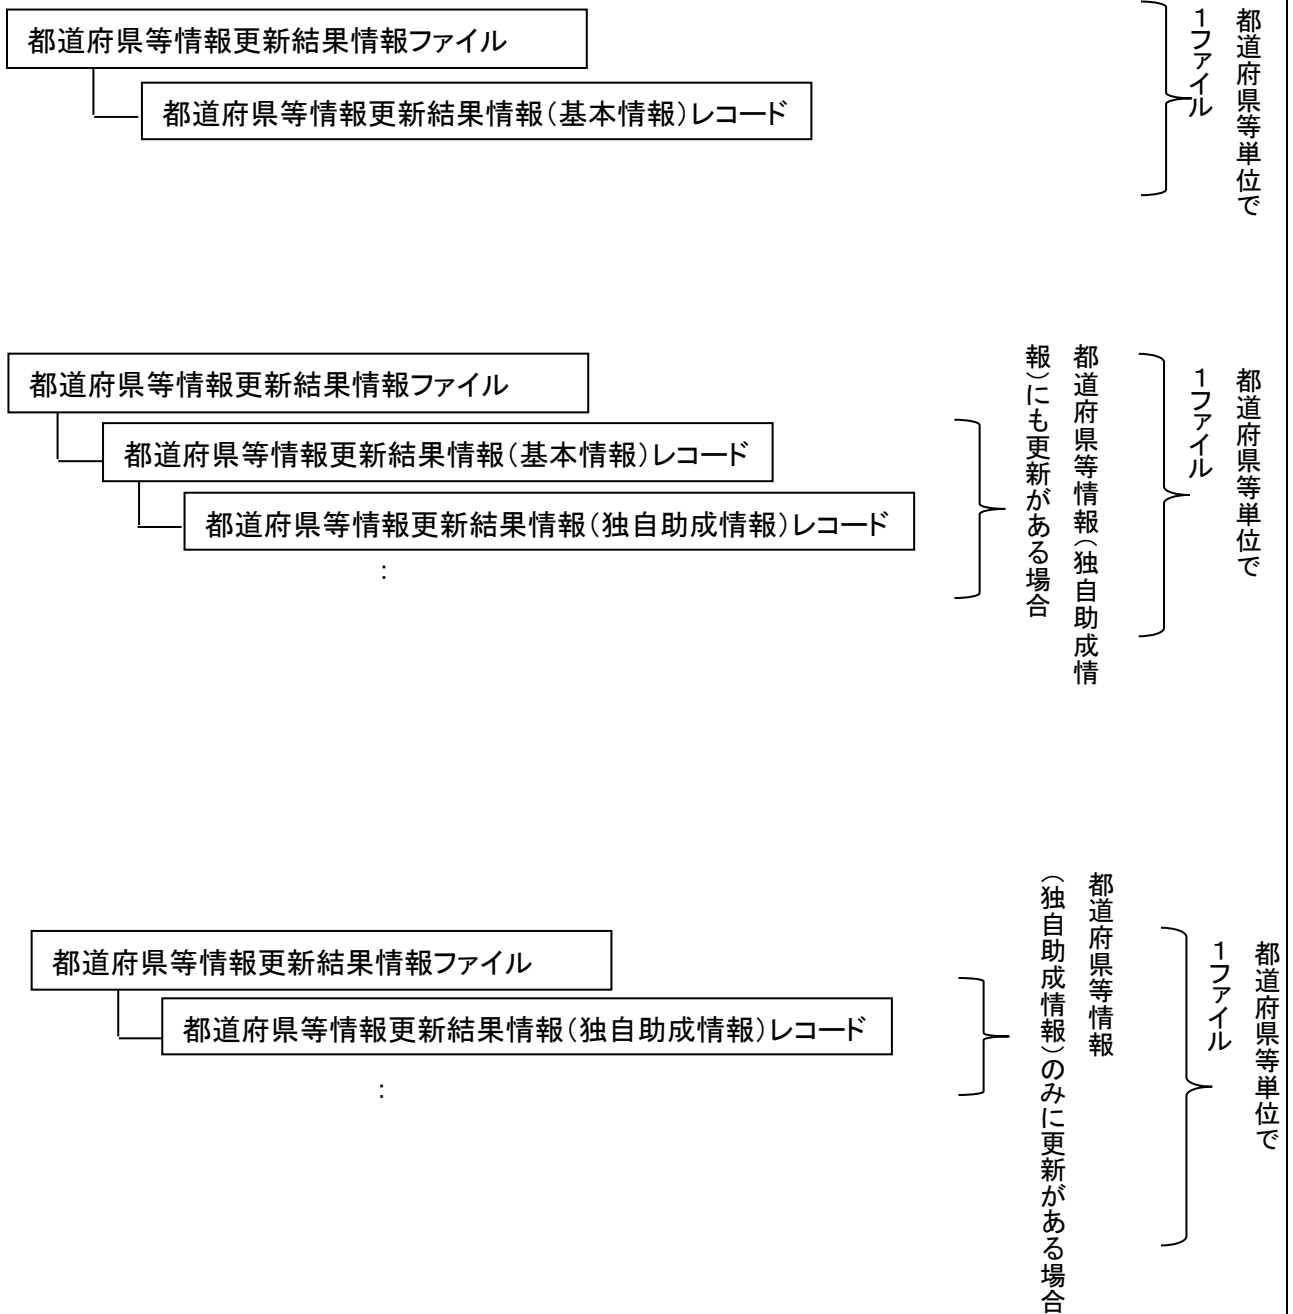 都道府県等情報更新結果情報ファイル
都道府県等情報更新結果情報（基本情報）レコード
都道府県等単位で
１ファイル
都道府県等情報更新結果情報ファイル
都道府県等情報更新結果情報（基本情報）レコード
都道府県等情報更新結果情報（独自助成情報）レコード
：
都道府県等情報（独自助成情
報）にも更新がある場合
都道府県等単位で
１ファイル
都道府県等情報更新結果情報ファイル
都道府県等情報更新結果情報（独自助成情報）レコード
：
都道府県等情報
（独自助成情報）のみに更新がある場合
都道府県等単位で
１ファイル